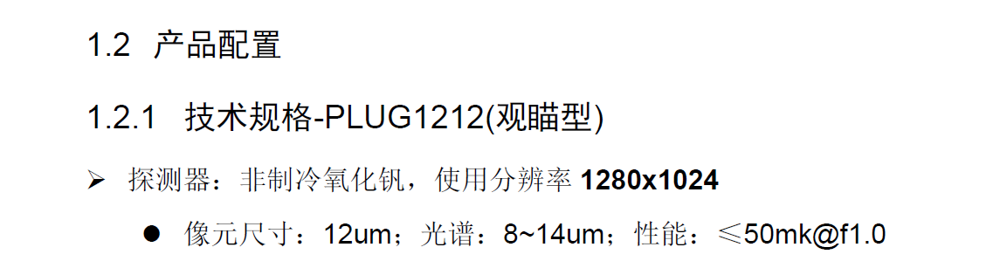 1.2 产品配置
1.2.1 技术规格-PLUG1212(观瞄型)
➢ 探测器：非制冷氧化钒，使用分辨率 1280x1024
● 像元尺寸：12um；光谱：8~14um；性能：≤50mk@f1.0